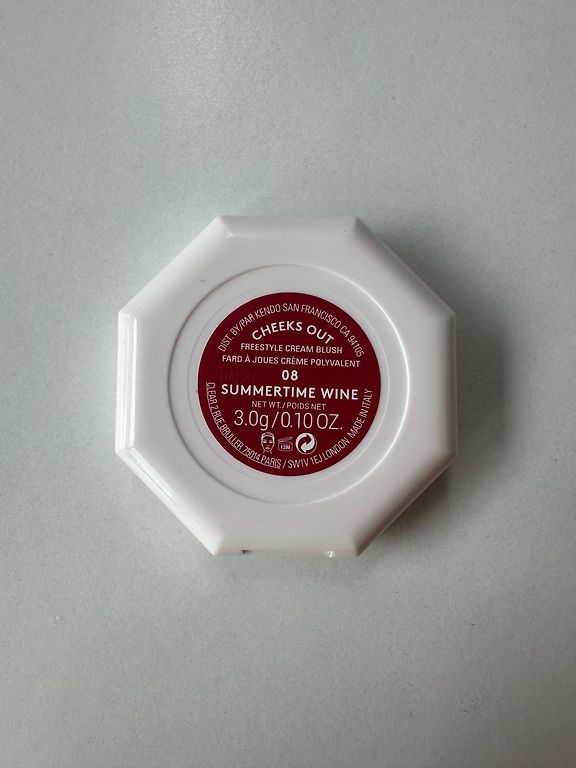 DIST. BY/PAR KENDO SAN FRANCISCO CA 94105
CHEEKS OUT
FREESTYLE CREAM BLUSH
FARD À JOUES CRÈME POLYVALENT
08
SUMMERTIME WINE
NET WT./POIDS NET
3.0g/0.10 OZ.
12M
CLEAR 2 RUE BRULLER 75014 PARIS / SW1V 1EJ LONDON. MADE IN ITALY